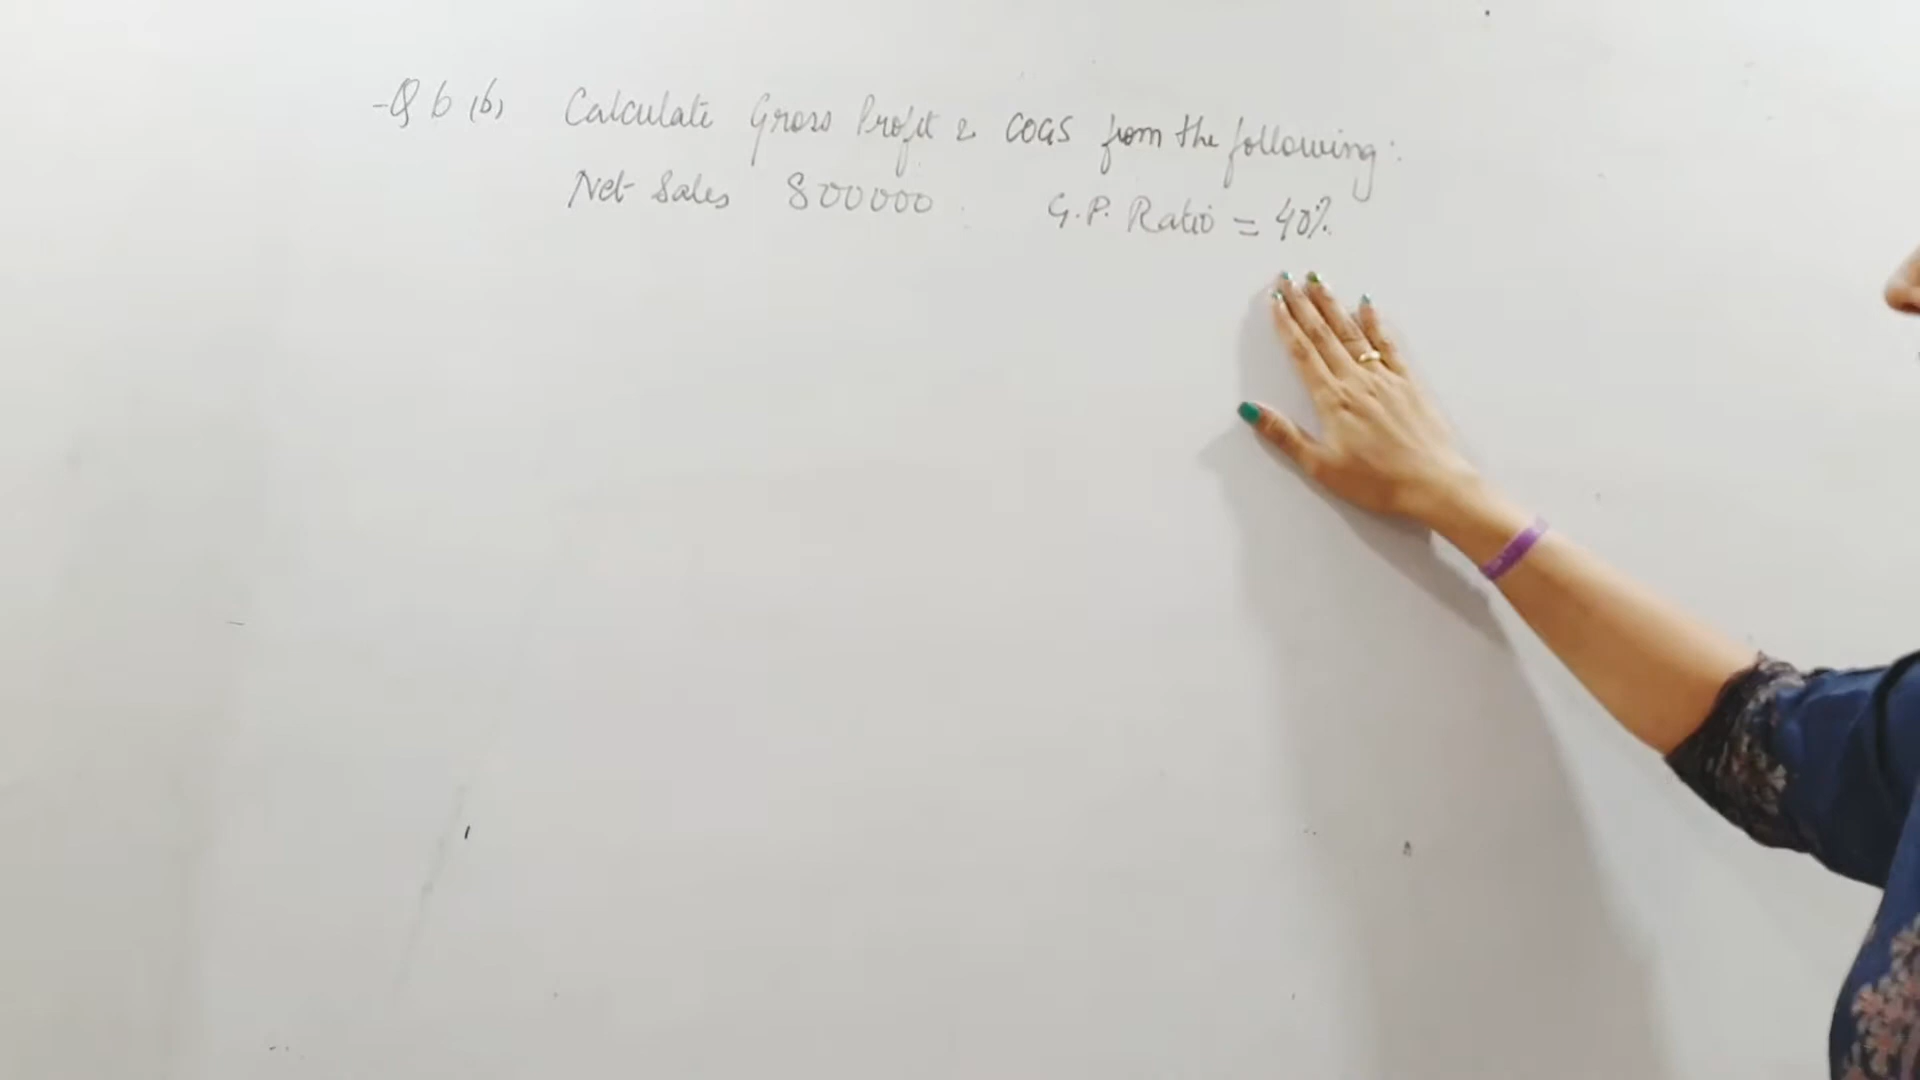 Q 6 (b) Calculate Gross Profit & COGS from the following:
Net Sales 800000 G.P. Ratio = 40%